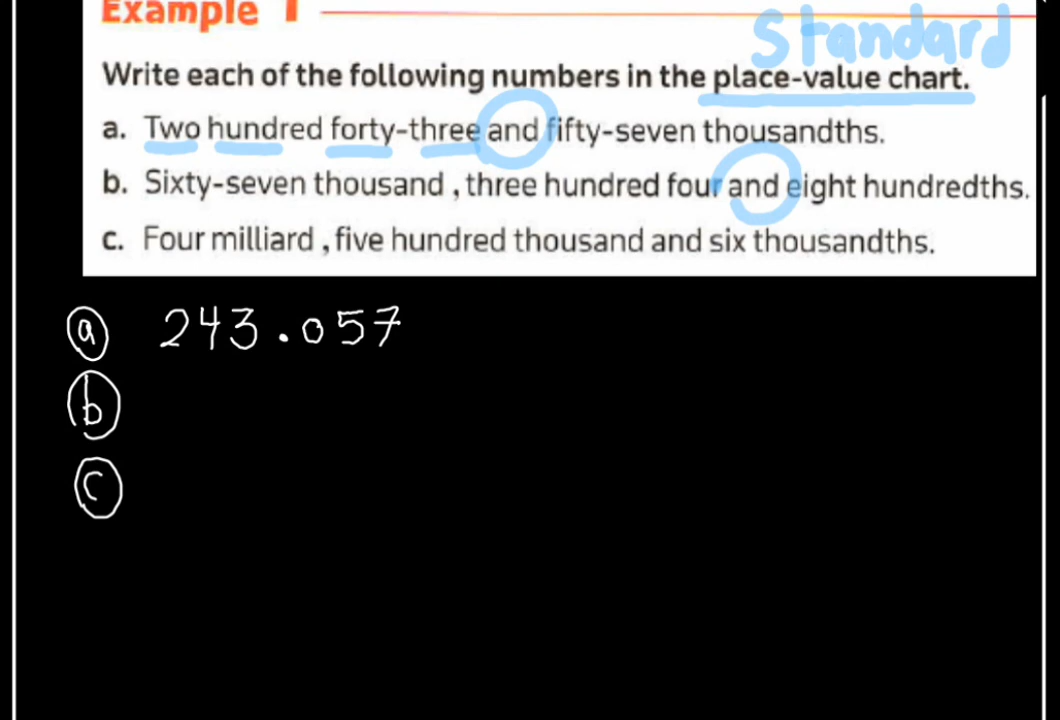 Example 1
Standard
Write each of the following numbers in the place-value chart.
a. Two hundred forty-three and fifty-seven thousandths.
b. Sixty-seven thousand , three hundred four and eight hundredths.
c. Four milliard , five hundred thousand and six thousandths.
a 243.057
b
c